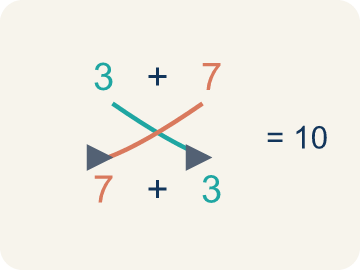 3 + 7
= 10
7 + 3